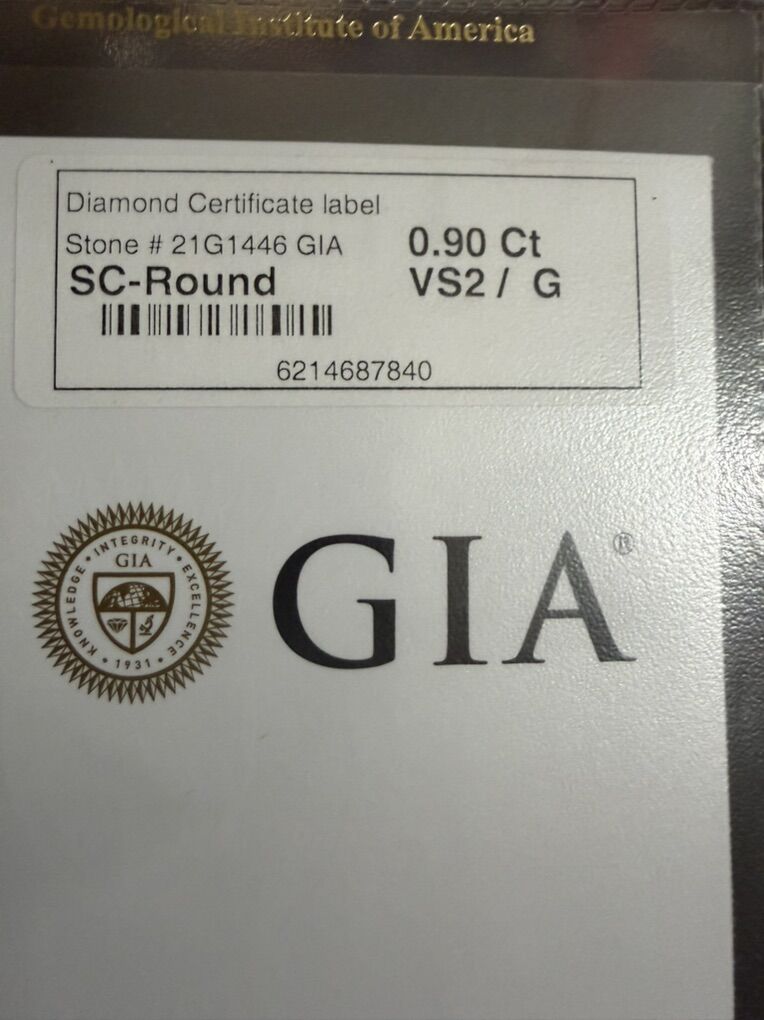 Gemological Institute of America
Diamond Certificate label
Stone # 21G1446 GIA 0.90 Ct
SC-Round VS2 / G
6214687840
KNOWLEDGE • INTEGRITY • EXCELLENCE
GIA
• 1931 •
GIA®